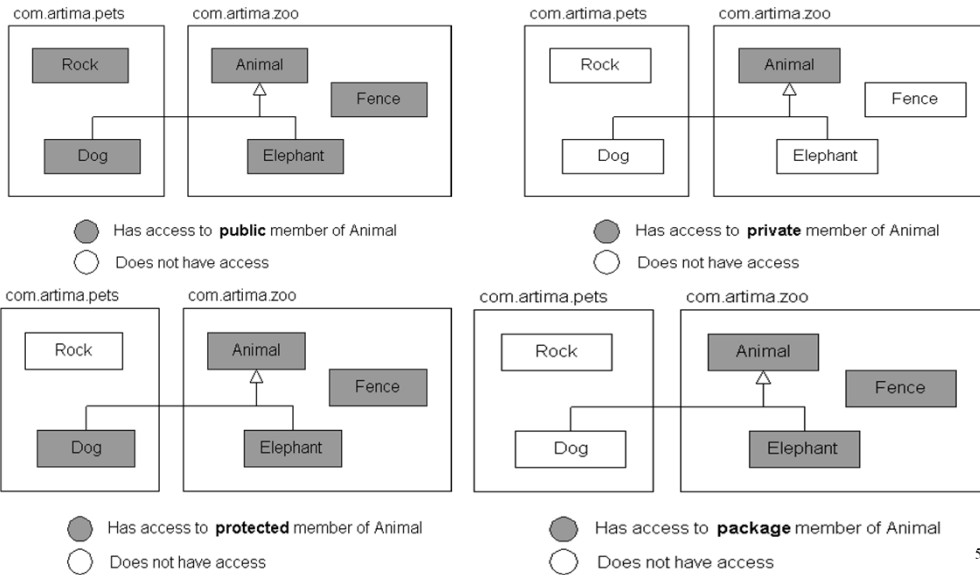 com.artima.pets
com.artima.zoo
Rock
Animal
Fence
Dog
Elephant
Has access to public member of Animal
Does not have access
com.artima.pets
com.artima.zoo
Rock
Animal
Fence
Dog
Elephant
Has access to private member of Animal
Does not have access
com.artima.pets
com.artima.zoo
Rock
Animal
Fence
Dog
Elephant
Has access to protected member of Animal
Does not have access
com.artima.pets
com.artima.zoo
Rock
Animal
Fence
Dog
Elephant
Has access to package member of Animal
Does not have access